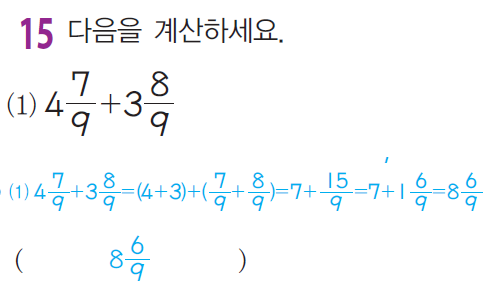 15 다음을 계산하세요.
(1) 4 7/9 + 3 8/9
(1) 4 7/9 + 3 8/9 = (4+3)+(7/9 + 8/9) = 7 + 15/9 = 7 + 1 6/9 = 8 6/9
( 8 6/9 )